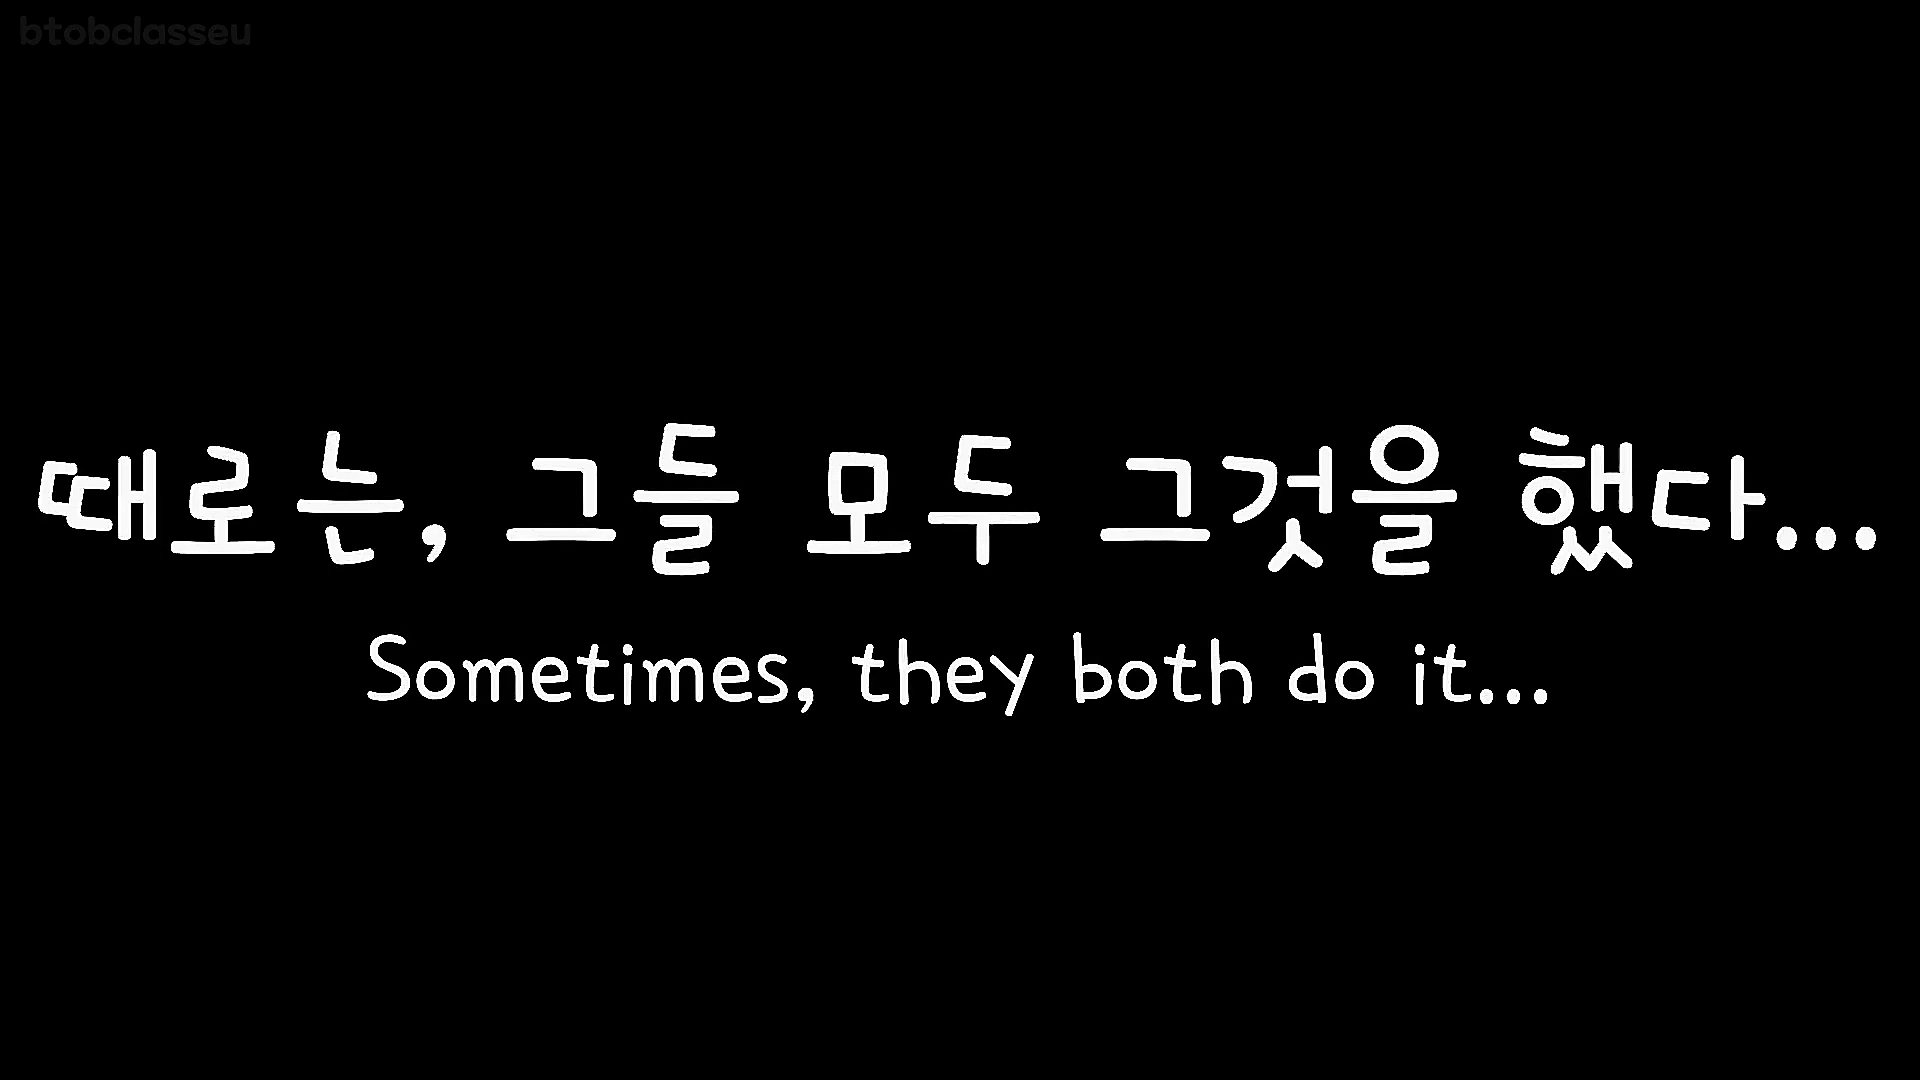 btobclasseu
때로는, 그들 모두 그것을 했다...
Sometimes, they both do it...